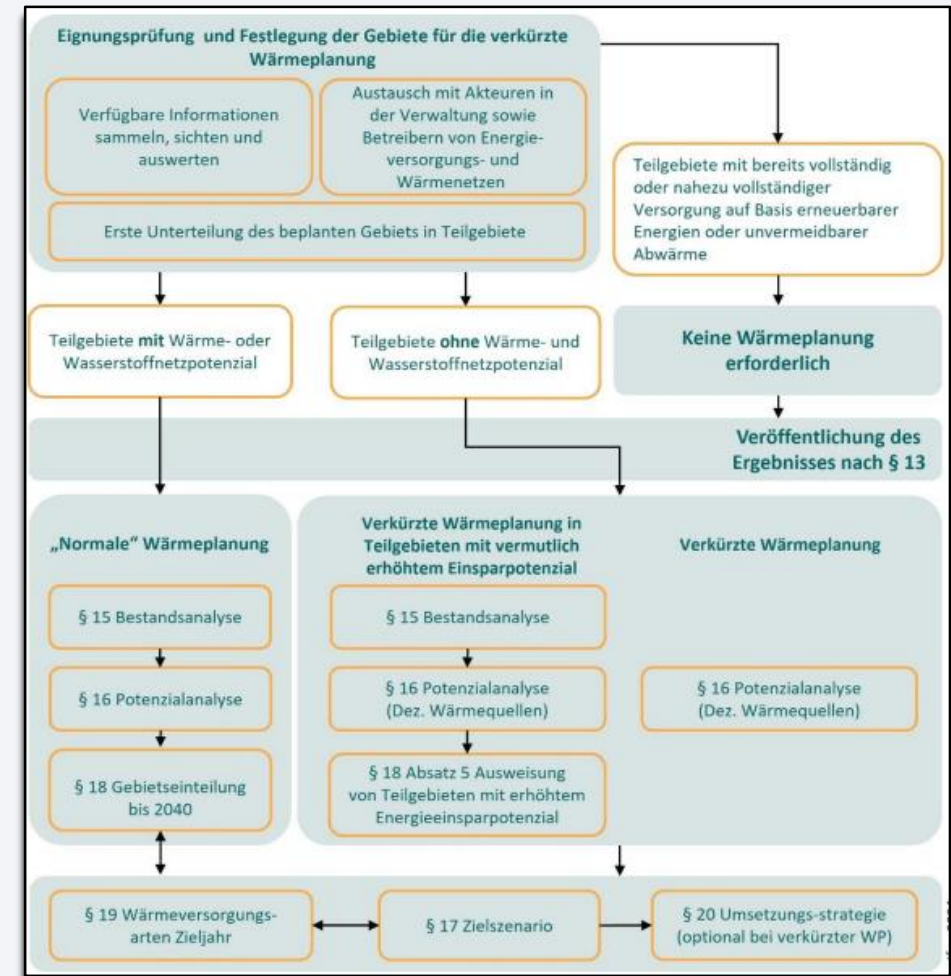 Eignungsprüfung und Festlegung der Gebiete für die verkürzte
Wärmeplanung
Verfügbare Informationen
sammeln, sichten und
auswerten
Austausch mit Akteuren in
der Verwaltung sowie
Betreibern von Energie-
versorgungs- und
Wärmenetzen
Erste Unterteilung des beplanten Gebiets in Teilgebiete
Teilgebiete mit bereits vollständig
oder nahezu vollständiger
Versorgung auf Basis erneuerbarer
Energien oder unvermeidbarer
Abwärme
Teilgebiete mit Wärme- oder
Wasserstoffnetzpotenzial
Teilgebiete ohne Wärme- und
Wasserstoffnetzpotenzial
Keine Wärmeplanung
erforderlich
Veröffentlichung des
Ergebnisses nach § 13
„Normale“ Wärmeplanung
§ 15 Bestandsanalyse
§ 16 Potenzialanalyse
§ 18 Gebietseinteilung
bis 2040
Verkürzte Wärmeplanung in
Teilgebieten mit vermutlich
erhöhtem Einsparpotenzial
§ 15 Bestandsanalyse
§ 16 Potenzialanalyse
(Dez. Wärmequellen)
§ 18 Absatz 5 Ausweisung
von Teilgebieten mit erhöhtem
Energieeinsparpotenzial
Verkürzte Wärmeplanung
§ 16 Potenzialanalyse
(Dez. Wärmequellen)
§ 19 Wärmeversorgungs-
arten Zieljahr
§ 17 Zielszenario
§ 20 Umsetzungs-strategie
(optional bei verkürzter WP)